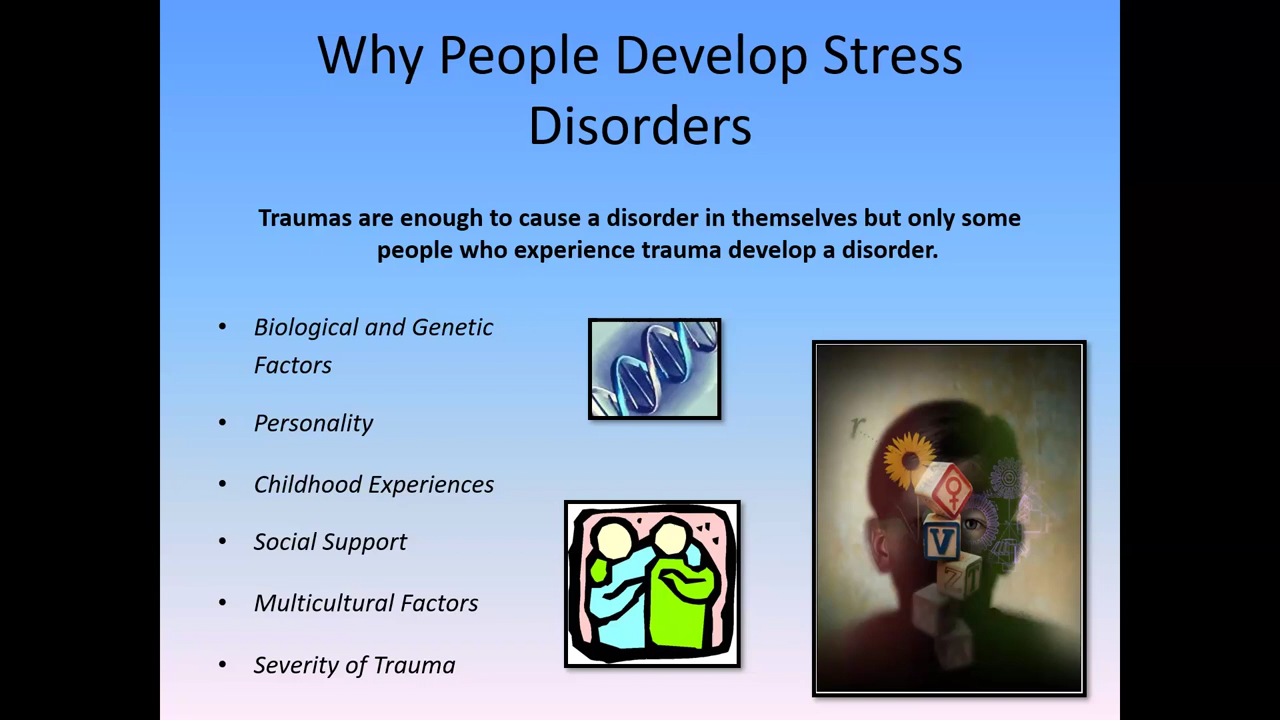 Why People Develop Stress
Disorders
Traumas are enough to cause a disorder in themselves but only some
people who experience trauma develop a disorder.
• Biological and Genetic
Factors
• Personality
• Childhood Experiences
• Social Support
• Multicultural Factors
• Severity of Trauma
r
V